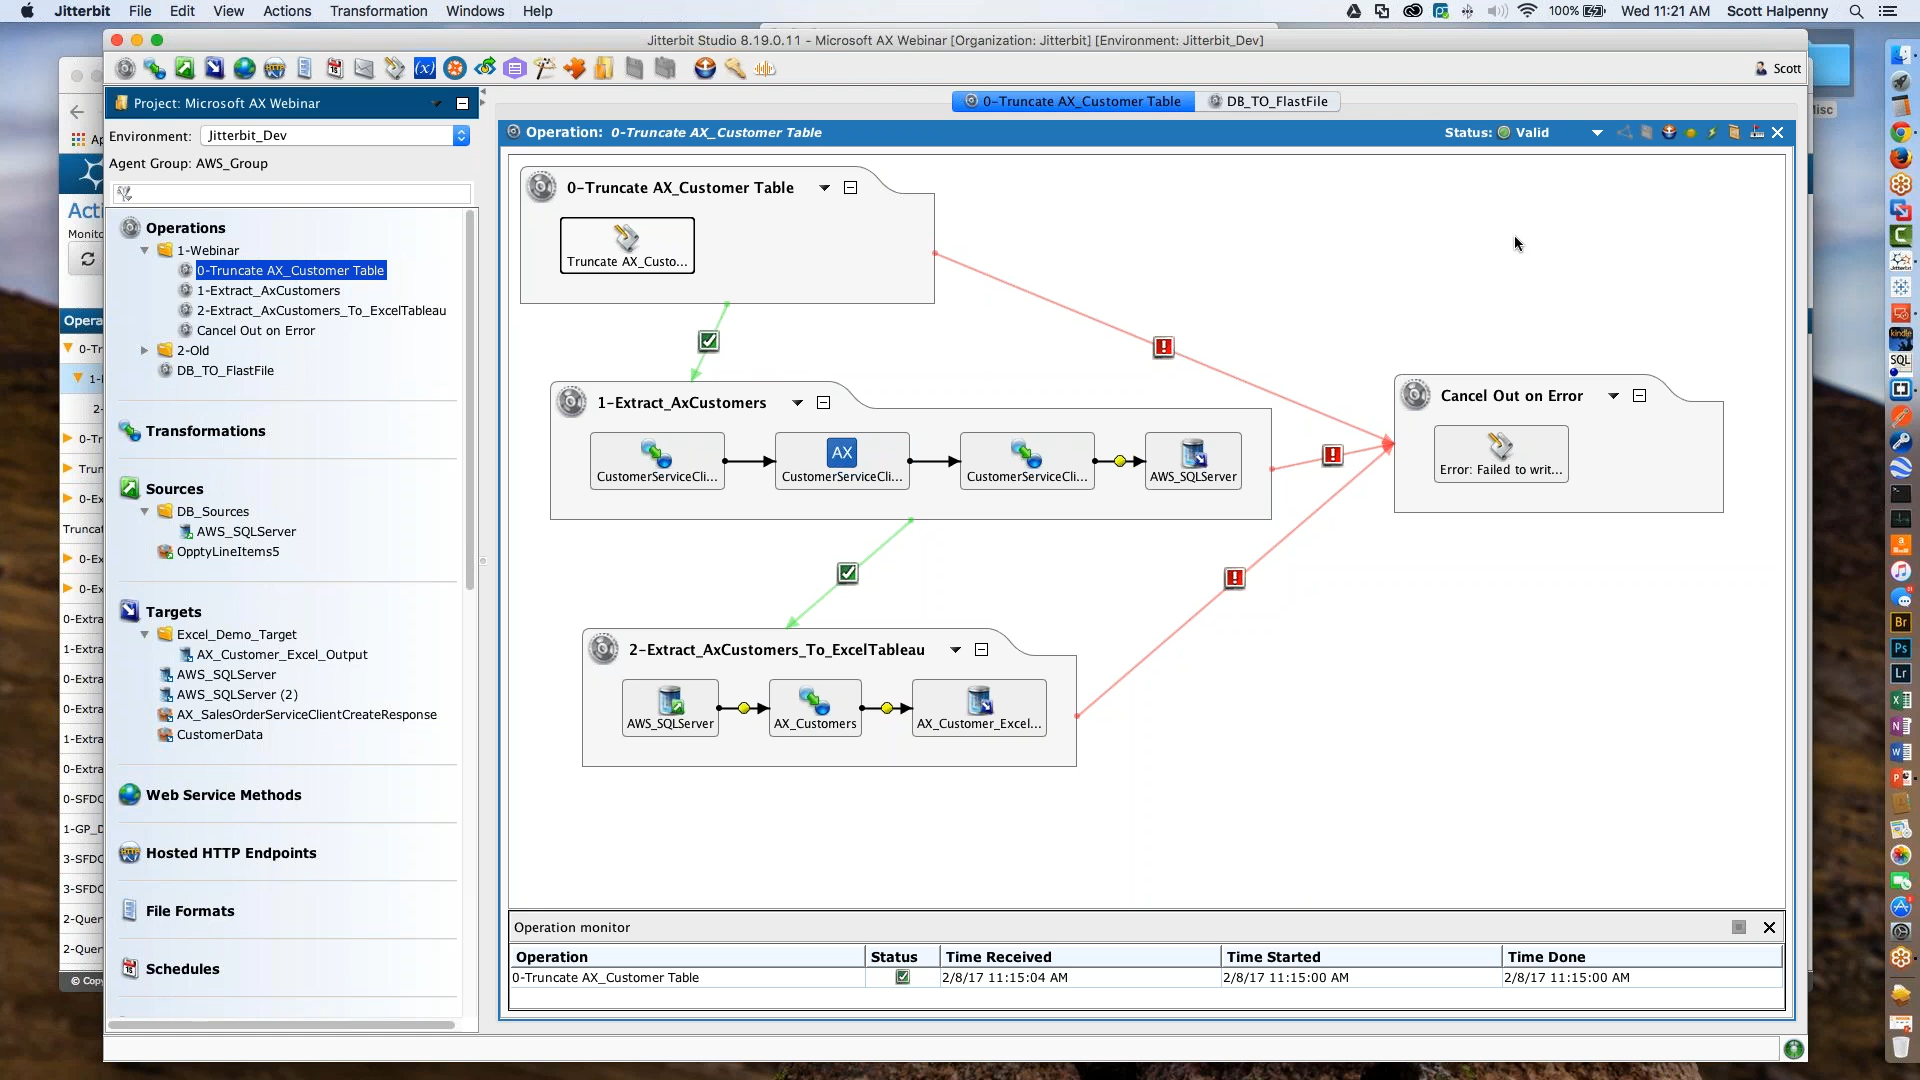 Jitterbit File Edit View Actions Transformation Windows Help
100% Wed 11:21 AM Scott Halpenny
Jitterbit Studio 8.19.0.11 - Microsoft AX Webinar [Organization: Jitterbit] [Environment: Jitterbit_Dev]
Scott
Project: Microsoft AX Webinar
Environment: Jitterbit_Dev
Agent Group: AWS_Group
Operations
1-Webinar
0-Truncate AX_Customer Table
1-Extract_AxCustomers
2-Extract_AxCustomers_To_ExcelTableau
Cancel Out on Error
2-Old
DB_TO_FlastFile
Transformations
Sources
DB_Sources
AWS_SQLServer
OpptyLineItems5
Targets
Excel_Demo_Target
AX_Customer_Excel_Output
AWS_SQLServer
AWS_SQLServer (2)
AX_SalesOrderServiceClientCreateResponse
CustomerData
Web Service Methods
Hosted HTTP Endpoints
File Formats
Schedules
0-Truncate AX_Customer Table
DB_TO_FlastFile
Operation: 0-Truncate AX_Customer Table
Status: Valid
0-Truncate AX_Customer Table
Truncate AX_Custo...
1-Extract_AxCustomers
CustomerServiceCli...
AX
CustomerServiceCli...
CustomerServiceCli...
AWS_SQLServer
Cancel Out on Error
Error: Failed to writ...
2-Extract_AxCustomers_To_ExcelTableau
AWS_SQLServer
AX_Customers
AX_Customer_Excel...
Operation monitor
Operation Status Time Received Time Started Time Done
0-Truncate AX_Customer Table 2/8/17 11:15:04 AM 2/8/17 11:15:00 AM 2/8/17 11:15:00 AM